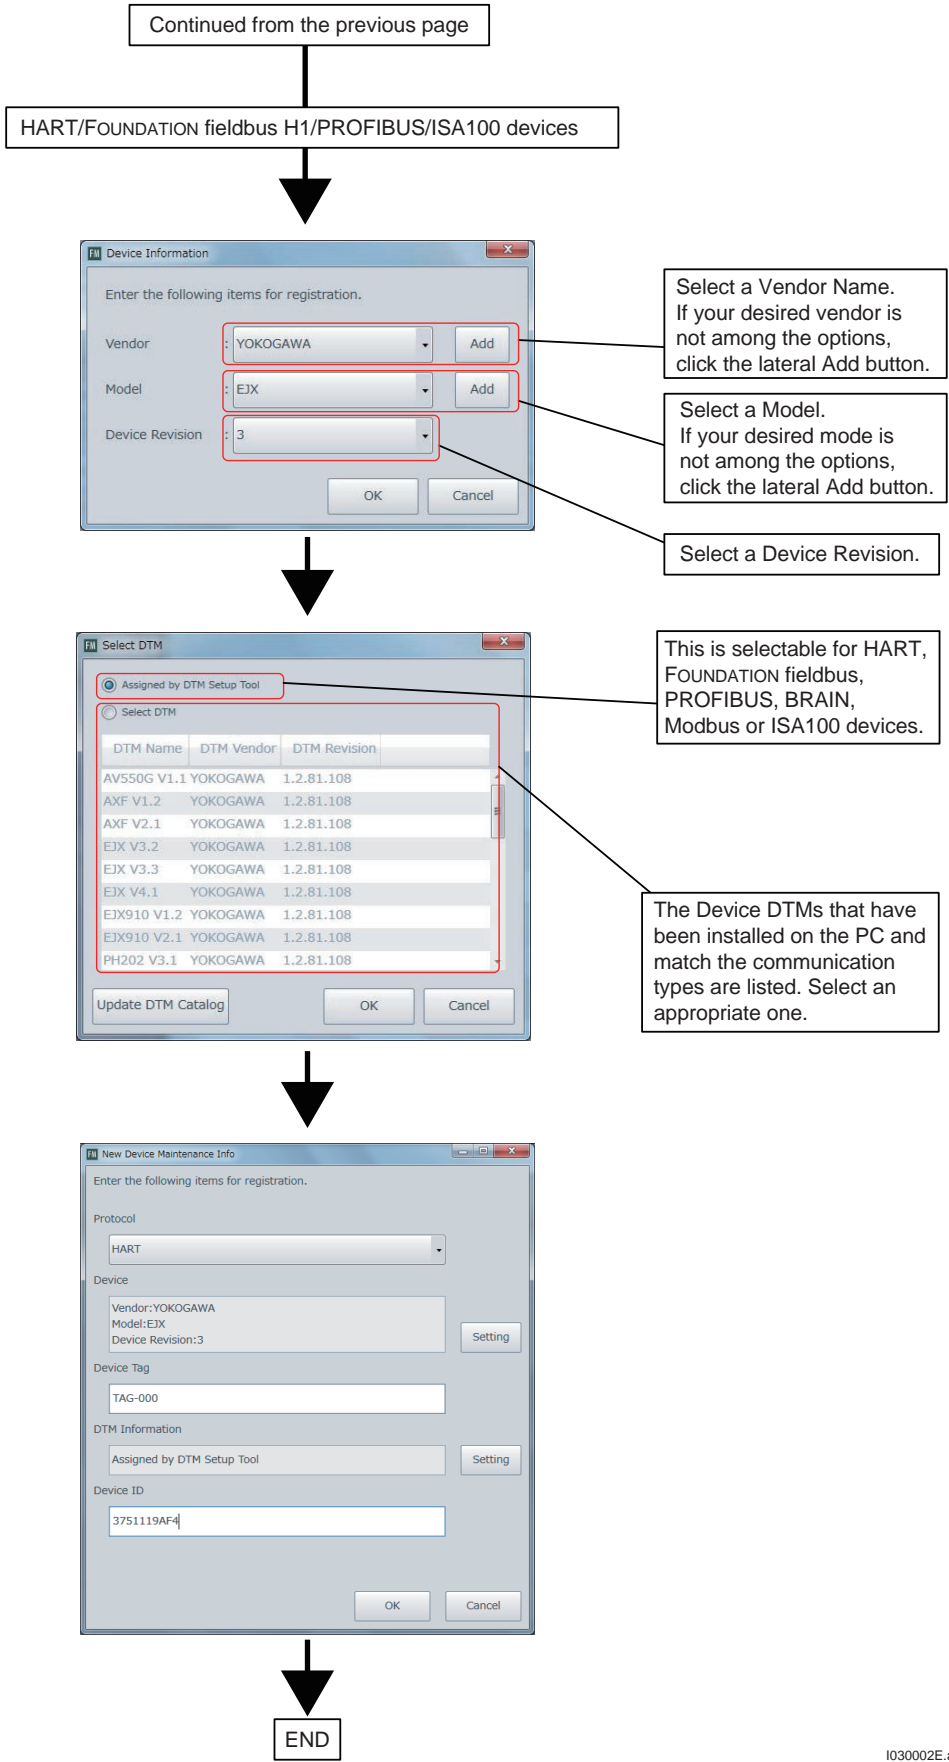 Continued from the previous page
HART/FOUNDATION fieldbus H1/PROFIBUS/ISA100 devices
FM Device Information
Enter the following items for registration.
Vendor : YOKOGAWA Add
Model : EJX Add
Device Revision : 3
OK Cancel
Select a Vendor Name.
If your desired vendor is
not among the options,
click the lateral Add button.
Select a Model.
If your desired mode is
not among the options,
click the lateral Add button.
Select a Device Revision.
FM Select DTM
Assigned by DTM Setup Tool
Select DTM
DTM Name DTM Vendor DTM Revision
AV550G V1.1 YOKOGAWA 1.2.81.108
AXF V1.2 YOKOGAWA 1.2.81.108
AXF V2.1 YOKOGAWA 1.2.81.108
EJX V3.2 YOKOGAWA 1.2.81.108
EJX V3.3 YOKOGAWA 1.2.81.108
EJX V4.1 YOKOGAWA 1.2.81.108
EJX910 V1.2 YOKOGAWA 1.2.81.108
EJX910 V2.1 YOKOGAWA 1.2.81.108
PH202 V3.1 YOKOGAWA 1.2.81.108
Update DTM Catalog OK Cancel
This is selectable for HART,
FOUNDATION fieldbus,
PROFIBUS, BRAIN,
Modbus or ISA100 devices.
The Device DTMs that have
been installed on the PC and
match the communication
types are listed. Select an
appropriate one.
FM New Device Maintenance Info
Enter the following items for registration.
Protocol
HART
Device
Vendor:YOKOGAWA
Model:EJX
Device Revision:3
Setting
Device Tag
TAG-000
DTM Information
Assigned by DTM Setup Tool Setting
Device ID
3751119AF4
OK Cancel
END
I030002E.